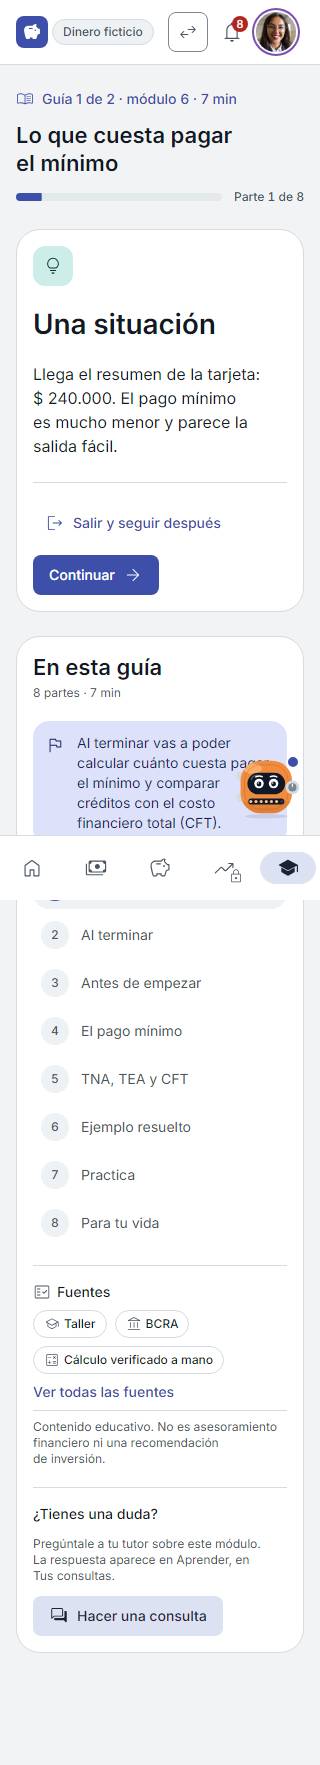 Dinero ficticio
8
Guía 1 de 2 · módulo 6 · 7 min
Lo que cuesta pagar
el mínimo
Parte 1 de 8
Una situación
Llega el resumen de la tarjeta:
$ 240.000. El pago mínimo
es mucho menor y parece la
salida fácil.
Salir y seguir después
Continuar
En esta guía
8 partes · 7 min
Al terminar vas a poder
calcular cuánto cuesta
el mínimo y comparar
créditos con el costo
financiero total (CFT).
2 Al terminar
3 Antes de empezar
4 El pago mínimo
5 TNA, TEA y CFT
6 Ejemplo resuelto
7 Practica
8 Para tu vida
Fuentes
Taller
BCRA
Cálculo verificado a mano
Ver todas las fuentes
Contenido educativo. No es asesoramiento
financiero ni una recomendación
de inversión.
¿Tienes una duda?
Pregúntale a tu tutor sobre este módulo.
La respuesta aparece en Aprender, en
Tus consultas.
Hacer una consulta